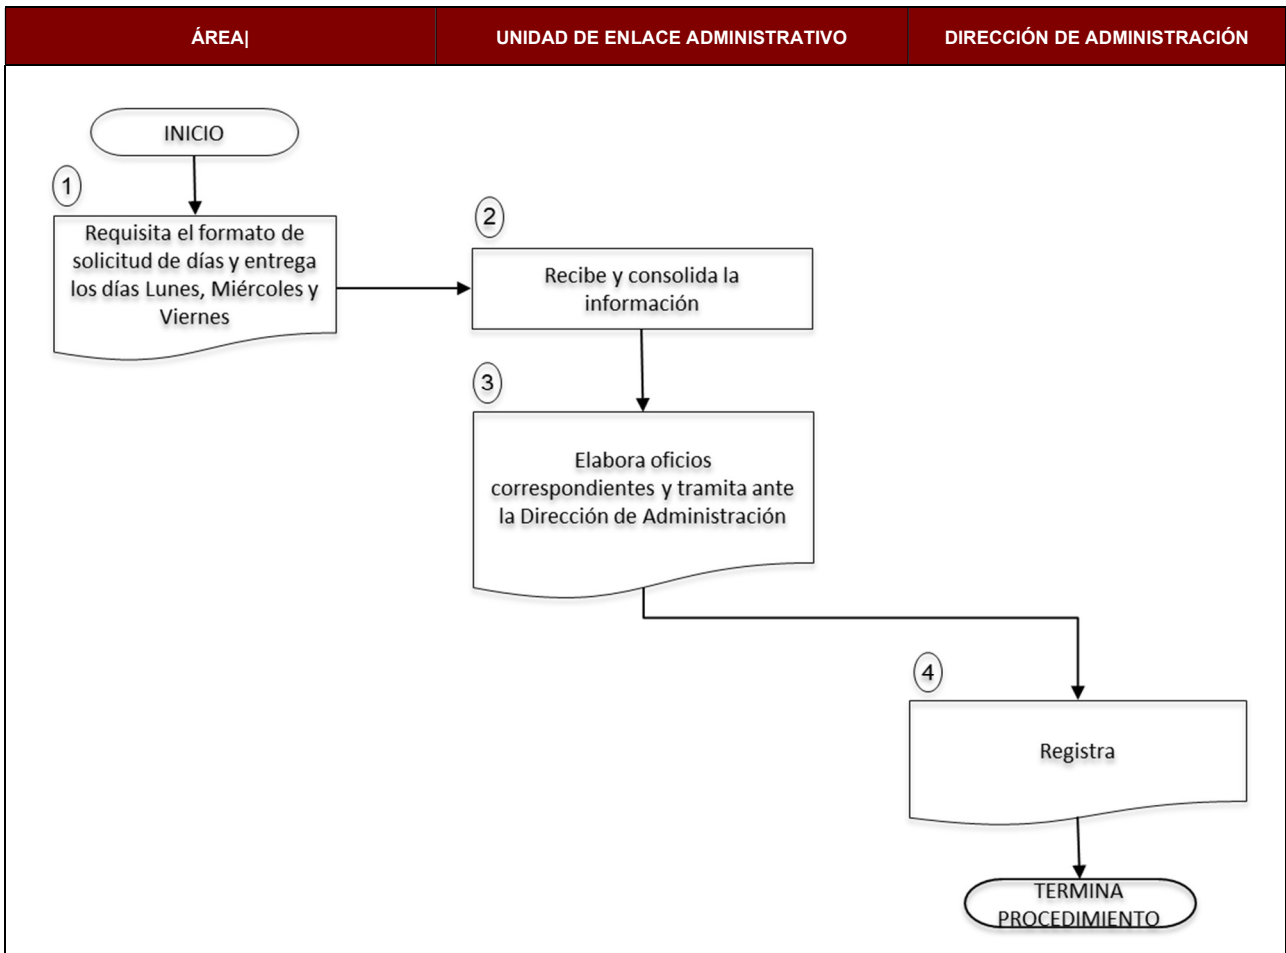 ÁREA|
UNIDAD DE ENLACE ADMINISTRATIVO
DIRECCIÓN DE ADMINISTRACIÓN
INICIO
1
Requisita el formato de
solicitud de días y entrega
los días Lunes, Miércoles y
Viernes
2
Recibe y consolida la
información
3
Elabora oficios
correspondientes y tramita ante
la Dirección de Administración
4
Registra
TERMINA
PROCEDIMIENTO